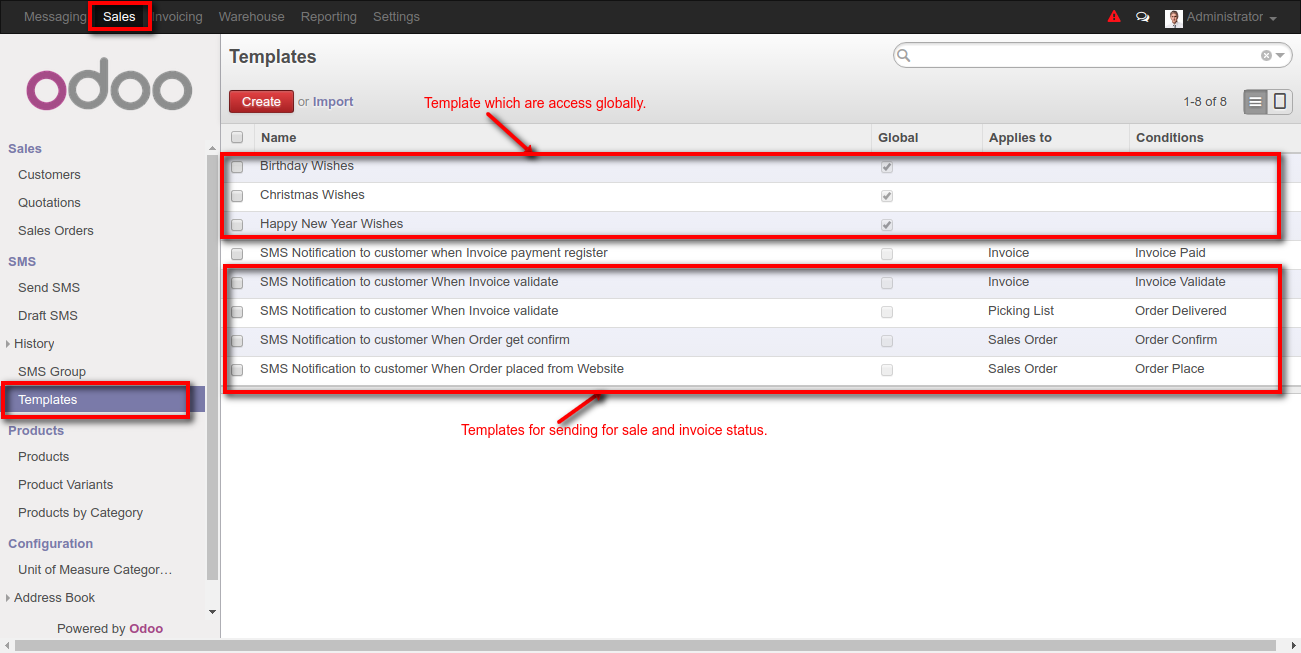 Messaging Sales Invoicing Warehouse Reporting Settings Administrator
odoo
Sales
Customers
Quotations
Sales Orders
SMS
Send SMS
Draft SMS
History
SMS Group
Templates
Products
Products
Product Variants
Products by Category
Configuration
Unit of Measure Categor…
Address Book
Powered by Odoo
Templates
Create or Import
Template which are access globally.
1-8 of 8
Name Global Applies to Conditions
Birthday Wishes
Christmas Wishes
Happy New Year Wishes
SMS Notification to customer when Invoice payment register Invoice Invoice Paid
SMS Notification to customer When Invoice validate Invoice Invoice Validate
SMS Notification to customer When Invoice validate Picking List Order Delivered
SMS Notification to customer When Order get confirm Sales Order Order Confirm
SMS Notification to customer When Order placed from Website Sales Order Order Place
Templates for sending for sale and invoice status.